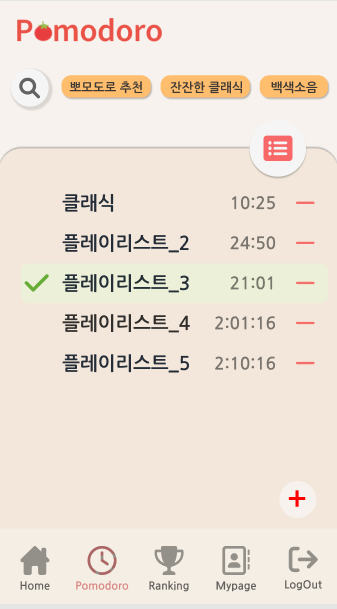 Pomodoro
뽀모도로 추천 잔잔한 클래식 백색소음
클래식 10:25
플레이리스트_2 24:50
플레이리스트_3 21:01
플레이리스트_4 2:01:16
플레이리스트_5 2:10:16
Home Pomodoro Ranking Mypage LogOut